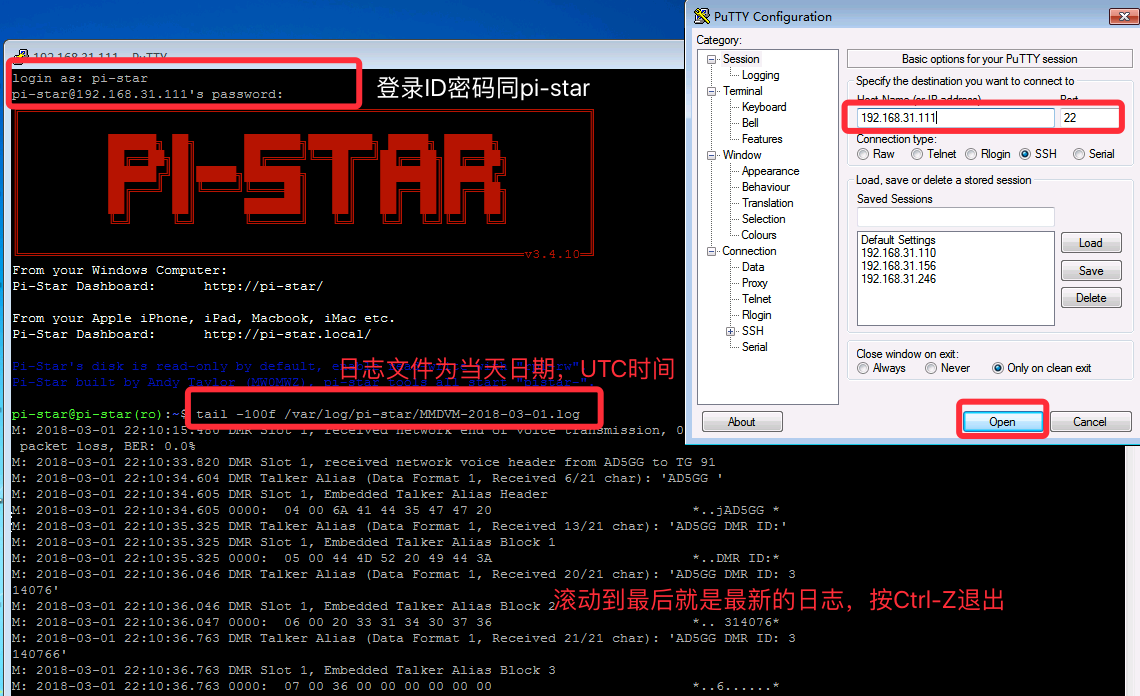 192.168.31.111 - PuTTY
login as: pi-star
pi-star@192.168.31.111's password:
登录ID密码同pi-star
PI-STAR
v3.4.10
From your Windows Computer:
Pi-Star Dashboard: http://pi-star/
From your Apple iPhone, iPad, Macbook, iMac etc.
Pi-Star Dashboard: http://pi-star.local/
Pi-Star's disk is read-only by default,
日志文件为当天日期，UTC时间
Pi-Star built by Andy Taylor (MW0MWZ),
pi-star@pi-star(ro):~$ tail -100f /var/log/pi-star/MMDVM-2018-03-01.log
M: 2018-03-01 22:10:15.480 DMR Slot 1, received network end of voice transmission, 0
packet loss, BER: 0.0%
M: 2018-03-01 22:10:33.820 DMR Slot 1, received network voice header from AD5GG to TG 91
M: 2018-03-01 22:10:34.604 DMR Talker Alias (Data Format 1, Received 6/21 char): 'AD5GG '
M: 2018-03-01 22:10:34.605 DMR Slot 1, Embedded Talker Alias Header
M: 2018-03-01 22:10:34.605 0000: 04 00 6A 41 44 35 47 47 20 *..jAD5GG *
M: 2018-03-01 22:10:35.325 DMR Talker Alias (Data Format 1, Received 13/21 char): 'AD5GG DMR ID:'
M: 2018-03-01 22:10:35.325 DMR Slot 1, Embedded Talker Alias Block 1
M: 2018-03-01 22:10:35.325 0000: 05 00 44 4D 52 20 49 44 3A *..DMR ID:*
M: 2018-03-01 22:10:36.046 DMR Talker Alias (Data Format 1, Received 20/21 char): 'AD5GG DMR ID: 3
14076'
M: 2018-03-01 22:10:36.046 DMR Slot 1, Embedded Talker Alias Block 2
滚动到最后就是最新的日志，按Ctrl-Z退出
M: 2018-03-01 22:10:36.047 0000: 06 00 20 33 31 34 30 37 36 *.. 314076*
M: 2018-03-01 22:10:36.763 DMR Talker Alias (Data Format 1, Received 21/21 char): 'AD5GG DMR ID: 3
140766'
M: 2018-03-01 22:10:36.763 DMR Slot 1, Embedded Talker Alias Block 3
M: 2018-03-01 22:10:36.763 0000: 07 00 36 00 00 00 00 00 00 *..6......*
PuTTY Configuration
Category:
Session
Logging
Terminal
Keyboard
Bell
Features
Window
Appearance
Behaviour
Translation
Selection
Colours
Connection
Data
Proxy
Telnet
Rlogin
SSH
Serial
Basic options for your PuTTY session
Specify the destination you want to connect to
Host Name (or IP address) Port
192.168.31.111 22
Connection type:
Raw Telnet Rlogin SSH Serial
Load, save or delete a stored session
Saved Sessions
Default Settings
192.168.31.110
192.168.31.156
192.168.31.246
Load
Save
Delete
Close window on exit:
Always Never Only on clean exit
About Open Cancel